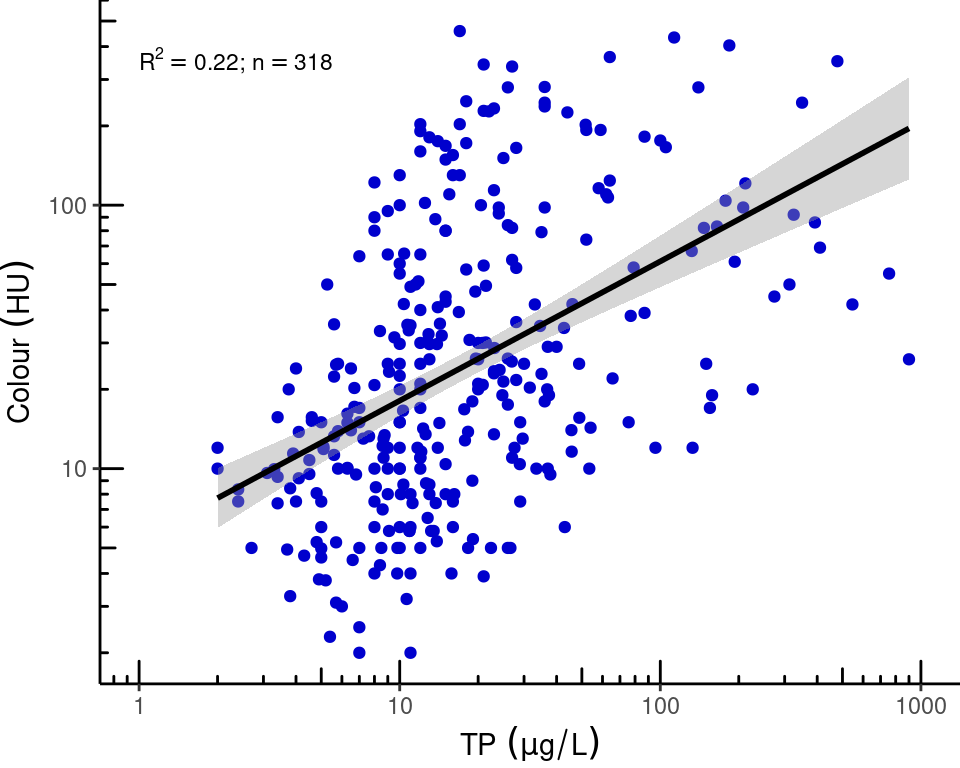 R² = 0.22; n = 318
100
10
Colour (HU)
1 10 100 1000
TP (µg/L)